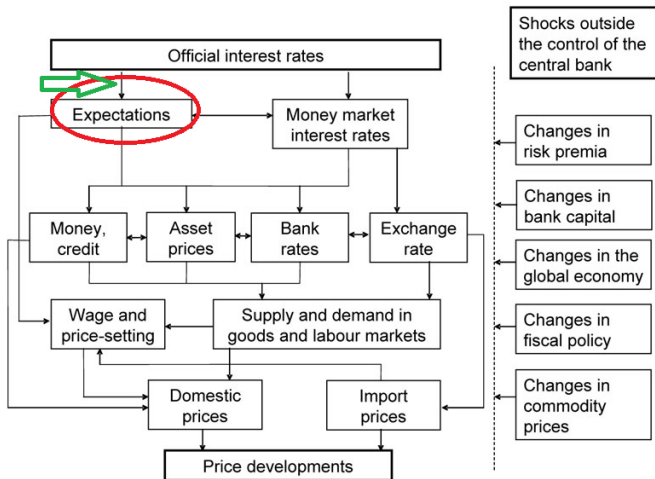 Official interest rates
Shocks outside
the control of the
central bank
Expectations
Money market
interest rates
Changes in
risk premia
Changes in
bank capital
Money,
credit
Asset
prices
Bank
rates
Exchange
rate
Changes in the
global economy
Wage and
price-setting
Supply and demand in
goods and labour markets
Changes in
fiscal policy
Domestic
prices
Import
prices
Changes in
commodity
prices
Price developments